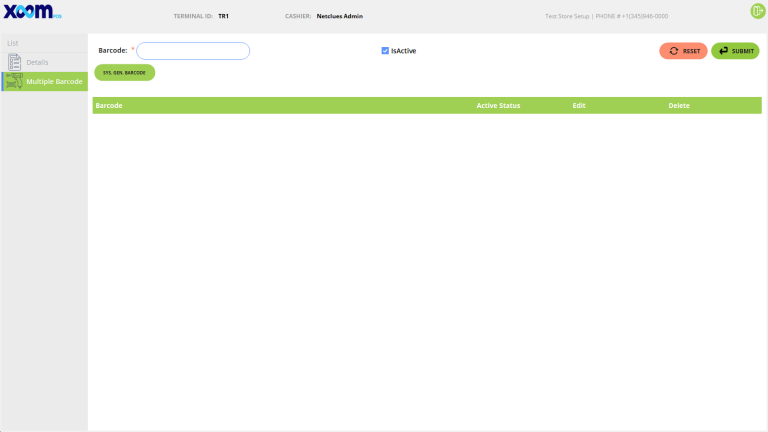 XOOM POS
TERMINAL ID: TR1
CASHIER: Netclues Admin
Test Store Setup | PHONE # +1(345)946-0000
List
Details
Multiple Barcode
Barcode: *
IsActive
RESET
SUBMIT
SYS. GEN. BARCODE
Barcode Active Status Edit Delete